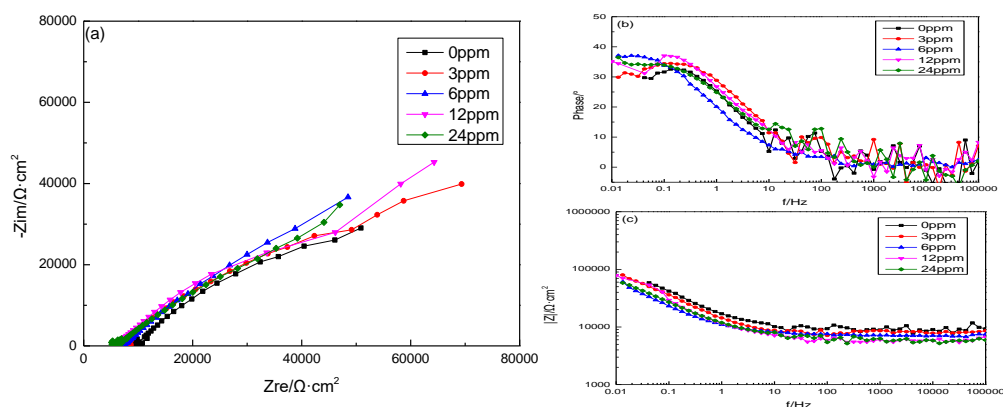 (a)
80000
60000
40000
20000
0
-Zim/Ω·cm²
0ppm
3ppm
6ppm
12ppm
24ppm
0 20000 40000 60000 80000
Zre/Ω·cm²
(b)
50
40
30
20
10
0
Phase/°
0ppm
3ppm
6ppm
12ppm
24ppm
0.01 0.1 1 10 100 1000 10000 100000
f/Hz
(c)
1000000
100000
10000
1000
|Z|/Ω·cm²
0ppm
3ppm
6ppm
12ppm
24ppm
0.01 0.1 1 10 100 1000 10000 100000
f/Hz